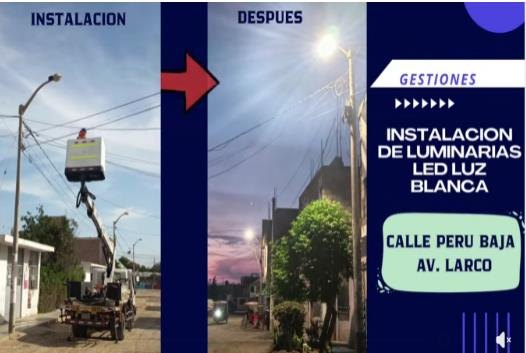 INSTALACION
DESPUES
GESTIONES
INSTALACION
DE LUMINARIAS
LED LUZ
BLANCA
CALLE PERU BAJA
AV. LARCO